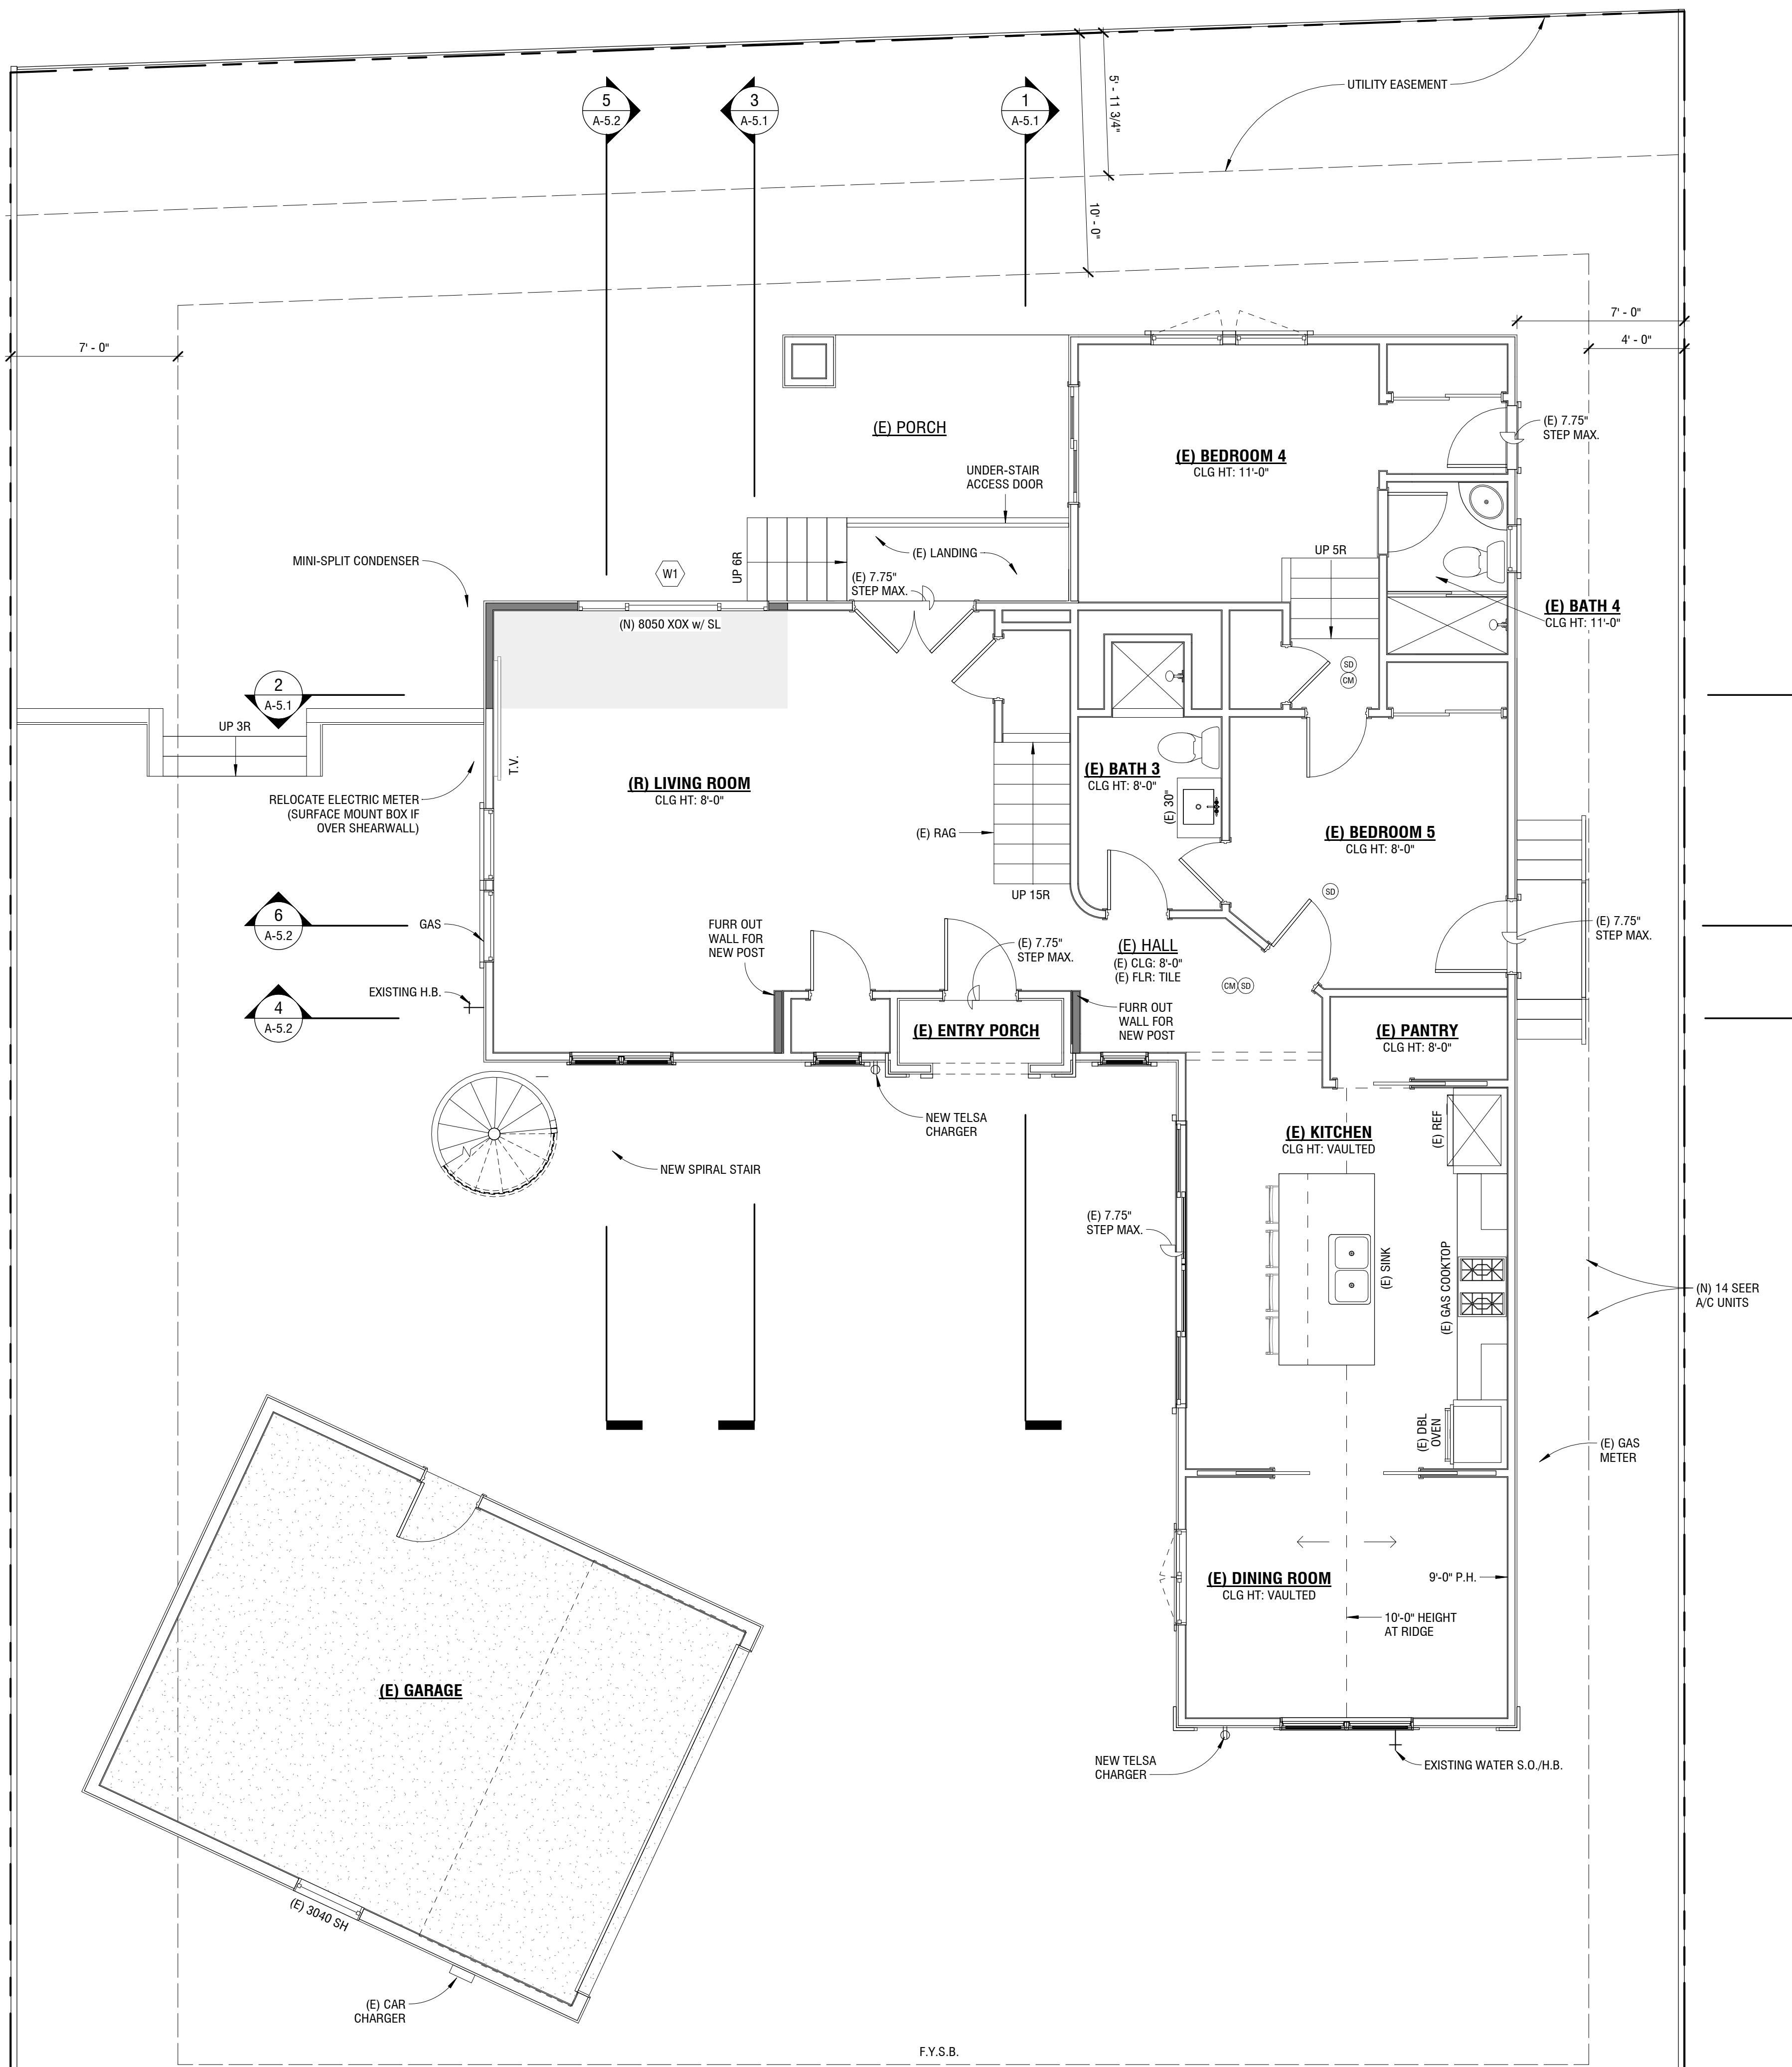 UTILITY EASEMENT
5' - 11 3/4"
10' - 0"
5
A-5.2
3
A-5.1
1
A-5.1
7' - 0"
7' - 0"
4' - 0"
(E) PORCH
(E) BEDROOM 4
CLG HT: 11'-0"
(E) 7.75"
STEP MAX.
UNDER-STAIR
ACCESS DOOR
MINI-SPLIT CONDENSER
W1
UP 6R
(E) LANDING
(E) 7.75"
STEP MAX.
UP 5R
(E) BATH 4
CLG HT: 11'-0"
(N) 8050 XOX w/ SL
SD
CM
2
A-5.1
UP 3R
T.V.
(R) LIVING ROOM
CLG HT: 8'-0"
(E) BATH 3
CLG HT: 8'-0"
(E) 30"
RELOCATE ELECTRIC METER
(SURFACE MOUNT BOX IF
OVER SHEARWALL)
(E) RAG
(E) BEDROOM 5
CLG HT: 8'-0"
UP 15R
SD
6
A-5.2
GAS
FURR OUT
WALL FOR
NEW POST
(E) 7.75"
STEP MAX.
(E) HALL
(E) CLG: 8'-0"
(E) FLR: TILE
(E) 7.75"
STEP MAX.
CM
SD
EXISTING H.B.
4
A-5.2
(E) ENTRY PORCH
FURR OUT
WALL FOR
NEW POST
(E) PANTRY
CLG HT: 8'-0"
NEW TELSA
CHARGER
(E) KITCHEN
CLG HT: VAULTED
(E) REF
NEW SPIRAL STAIR
(E) 7.75"
STEP MAX.
(E) SINK
(E) GAS COOKTOP
(N) 14 SEER
A/C UNITS
(E) DBL
OVEN
(E) GAS
METER
(E) DINING ROOM
CLG HT: VAULTED
9'-0" P.H.
10'-0" HEIGHT
AT RIDGE
(E) GARAGE
NEW TELSA
CHARGER
EXISTING WATER S.O./H.B.
(E) 3040 SH
(E) CAR
CHARGER
F.Y.S.B.